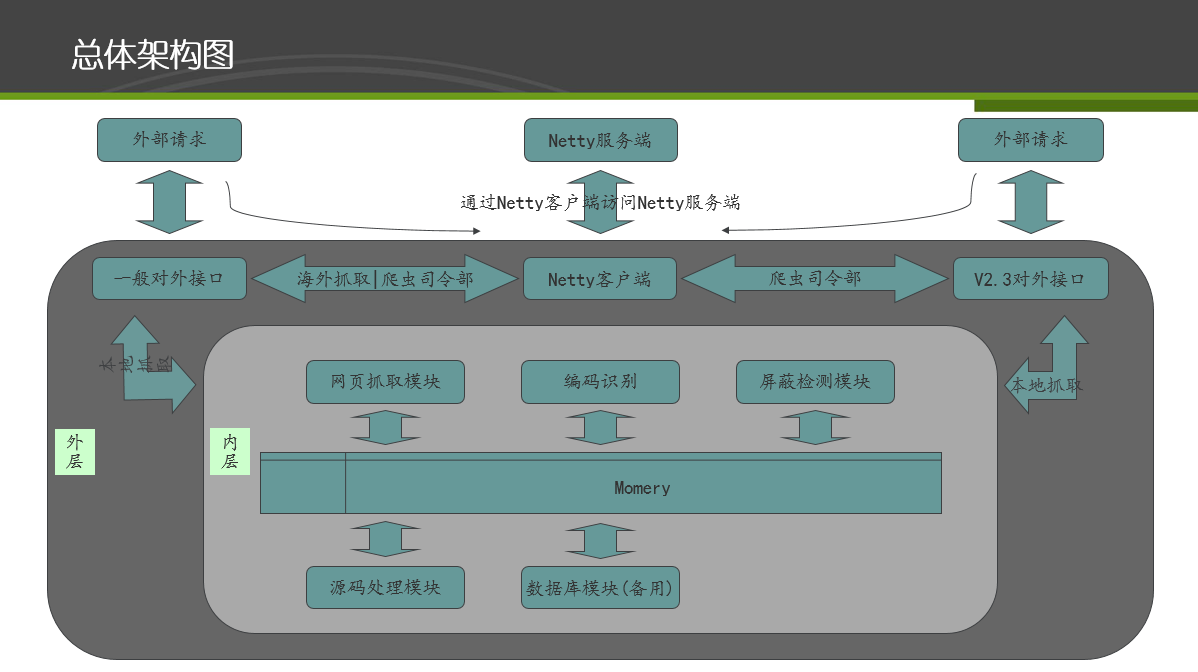 总体架构图
外部请求
Netty服务端
外部请求
通过Netty客户端访问Netty服务端
一般对外接口
海外抓取|爬虫司令部
Netty客户端
爬虫司令部
V2.3对外接口
本地抓取
本地抓取
网页抓取模块
编码识别
屏蔽检测模块
外
层
内
层
Momery
源码处理模块
数据库模块(备用)